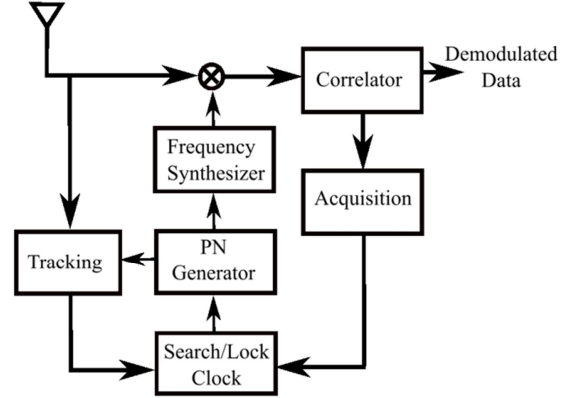 Demodulated
Data
Correlator
Frequency
Synthesizer
Acquisition
Tracking
PN
Generator
Search/Lock
Clock